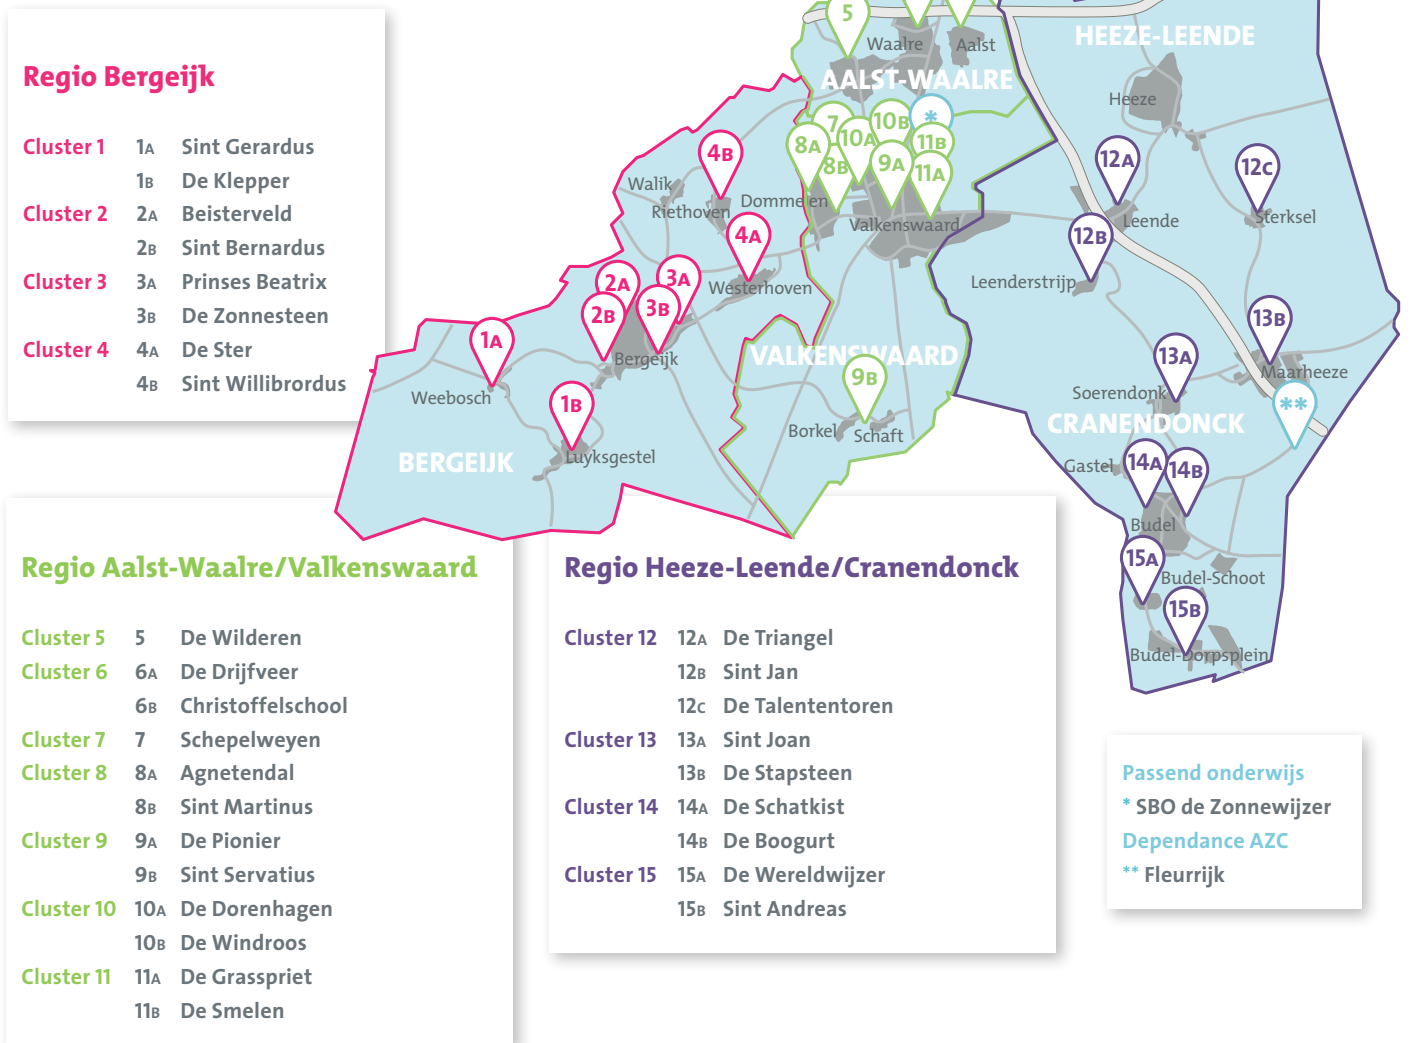 Regio Bergeijk
Cluster 1 1A Sint Gerardus
1B De Klepper
Cluster 2 2A Beisterveld
2B Sint Bernardus
Cluster 3 3A Prinses Beatrix
3B De Zonnesteen
Cluster 4 4A De Ster
4B Sint Willibrordus
5
Waalre
Aalst
AALST-WAALRE
HEEZE-LEENDE
Heeze
7
10B
*
8A
10A
11B
8B
9A
11A
4B
12A
12C
Walik
Riethoven
Dommelen
Valkenswaard
Leende
Sterksel
4A
12B
Leenderstrijp
Westerhoven
2A
3A
2B
3B
13B
1A
Bergeijk
VALKENSWAARD
13A
Maarheeze
9B
Weebosch
1B
Soerendonk
**
CRANENDONCK
Borkel
Schaft
BERGEIJK
Luyksgestel
Gastel
14A
14B
Budel
15A
Budel-Schoot
15B
Budel-Dorpsplein
Regio Aalst-Waalre/Valkenswaard
Cluster 5 5 De Wilderen
Cluster 6 6A De Drijfveer
6B Christoffelschool
Cluster 7 7 Schepelweyen
Cluster 8 8A Agnetendal
8B Sint Martinus
Cluster 9 9A De Pionier
9B Sint Servatius
Cluster 10 10A De Dorenhagen
10B De Windroos
Cluster 11 11A De Grasspriet
11B De Smelen
Regio Heeze-Leende/Cranendonck
Cluster 12 12A De Triangel
12B Sint Jan
12C De Talententoren
Cluster 13 13A Sint Joan
13B De Stapsteen
Cluster 14 14A De Schatkist
14B De Boogurt
Cluster 15 15A De Wereldwijzer
15B Sint Andreas
Passend onderwijs
* SBO de Zonnewijzer
Dependance AZC
** Fleurrijk